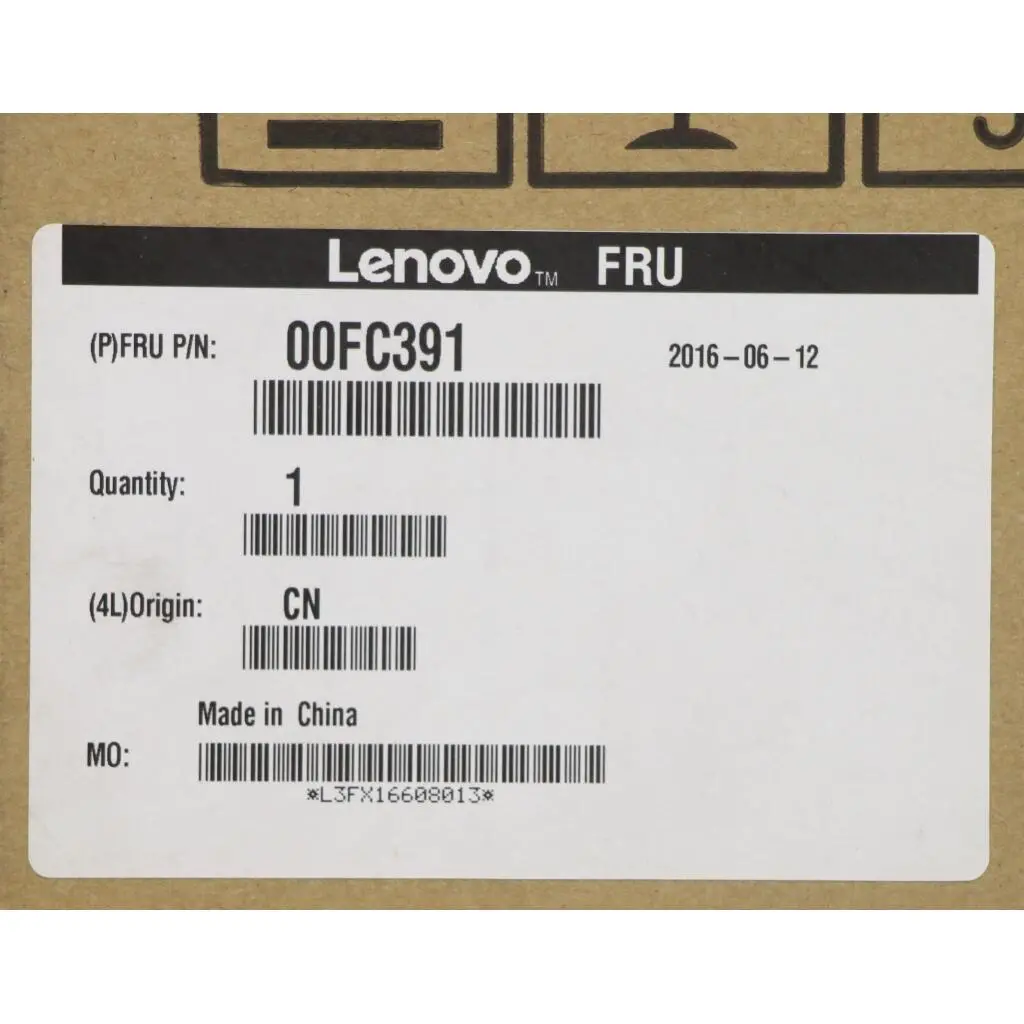 Lenovo™ FRU
(P)FRU P/N: 00FC391 2016-06-12
Quantity: 1
(4L)Origin: CN
Made in China
MO:
*L3FX16608013*